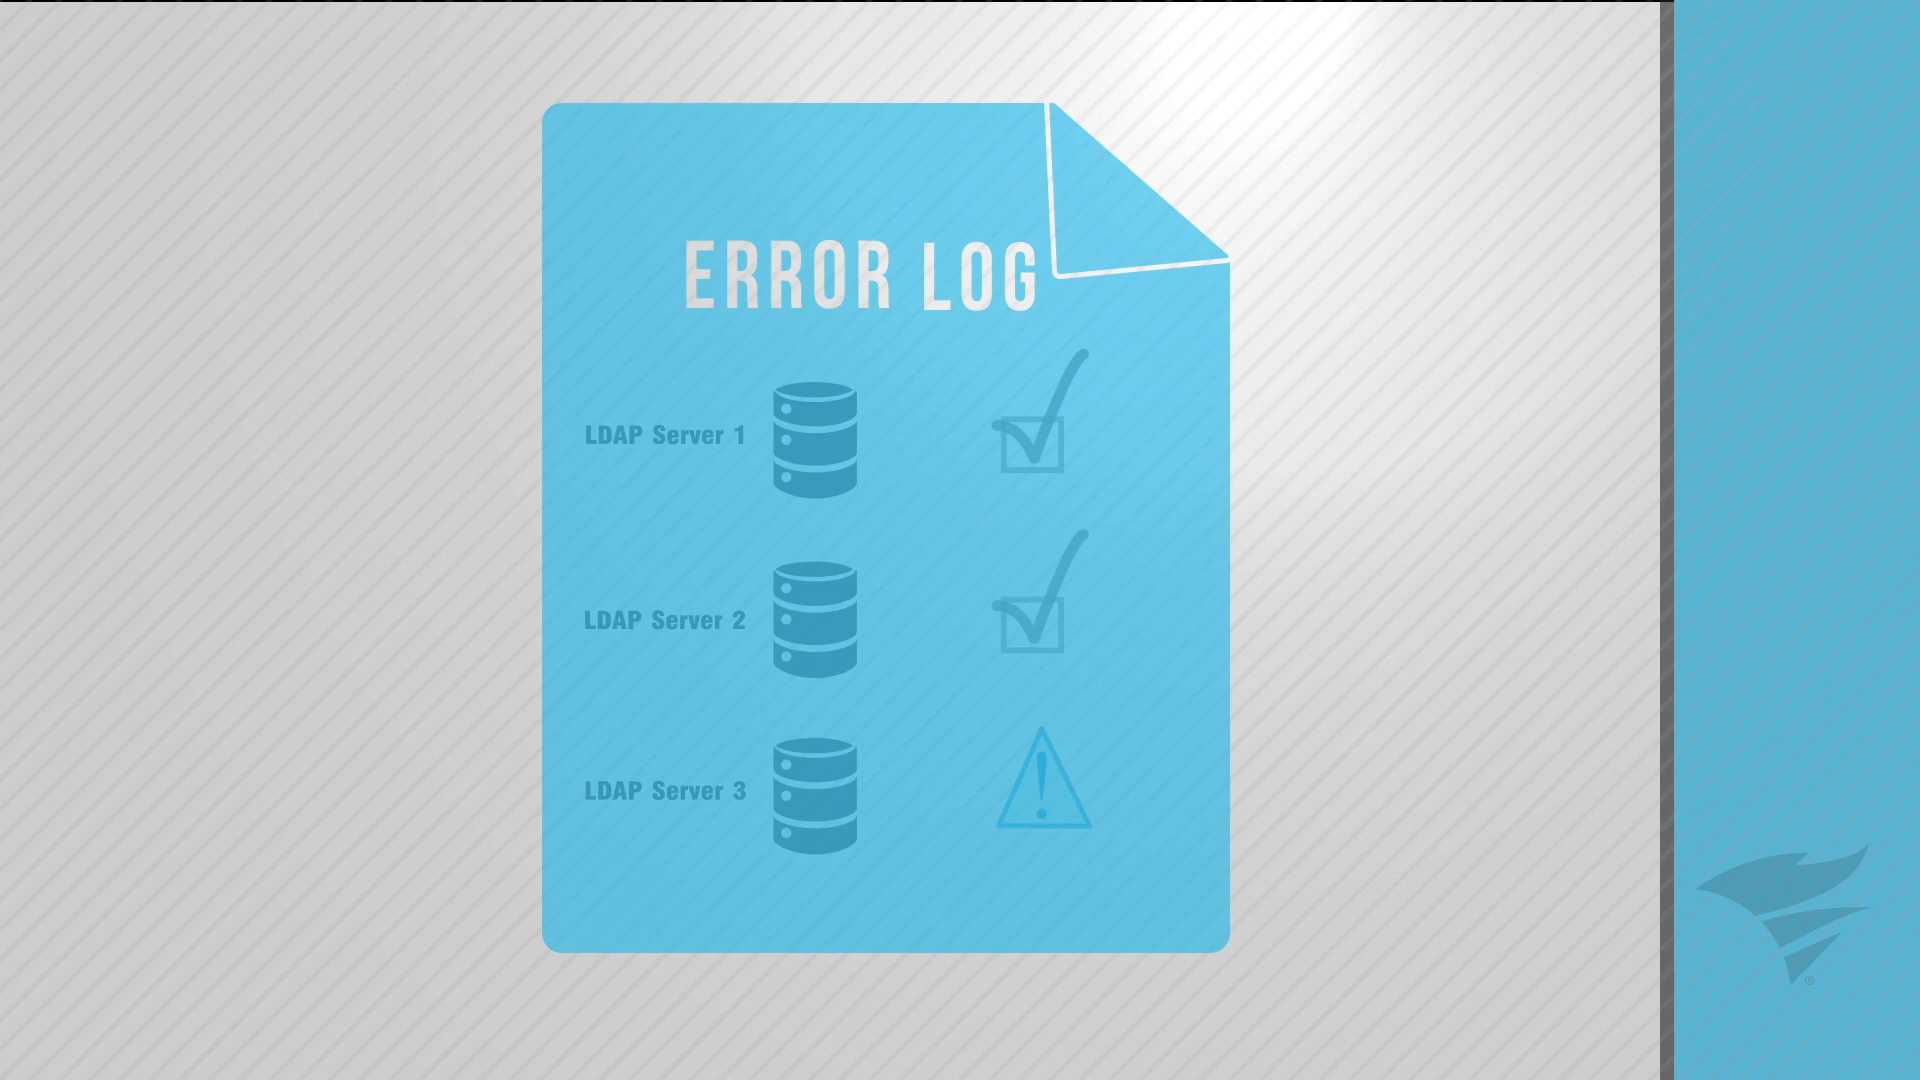 ERROR LOG
LDAP Server 1
LDAP Server 2
LDAP Server 3
®